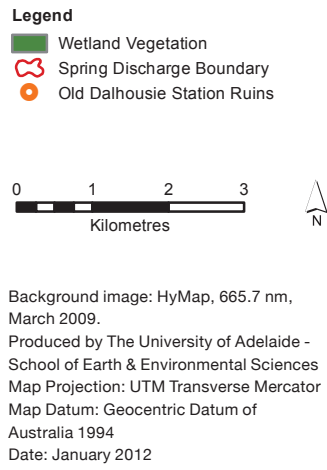 Legend
Wetland Vegetation
Spring Discharge Boundary
Old Dalhousie Station Ruins
0 1 2 3
Kilometres
N
Background image: HyMap, 665.7 nm,
March 2009.
Produced by The University of Adelaide -
School of Earth & Environmental Sciences
Map Projection: UTM Transverse Mercator
Map Datum: Geocentric Datum of
Australia 1994
Date: January 2012